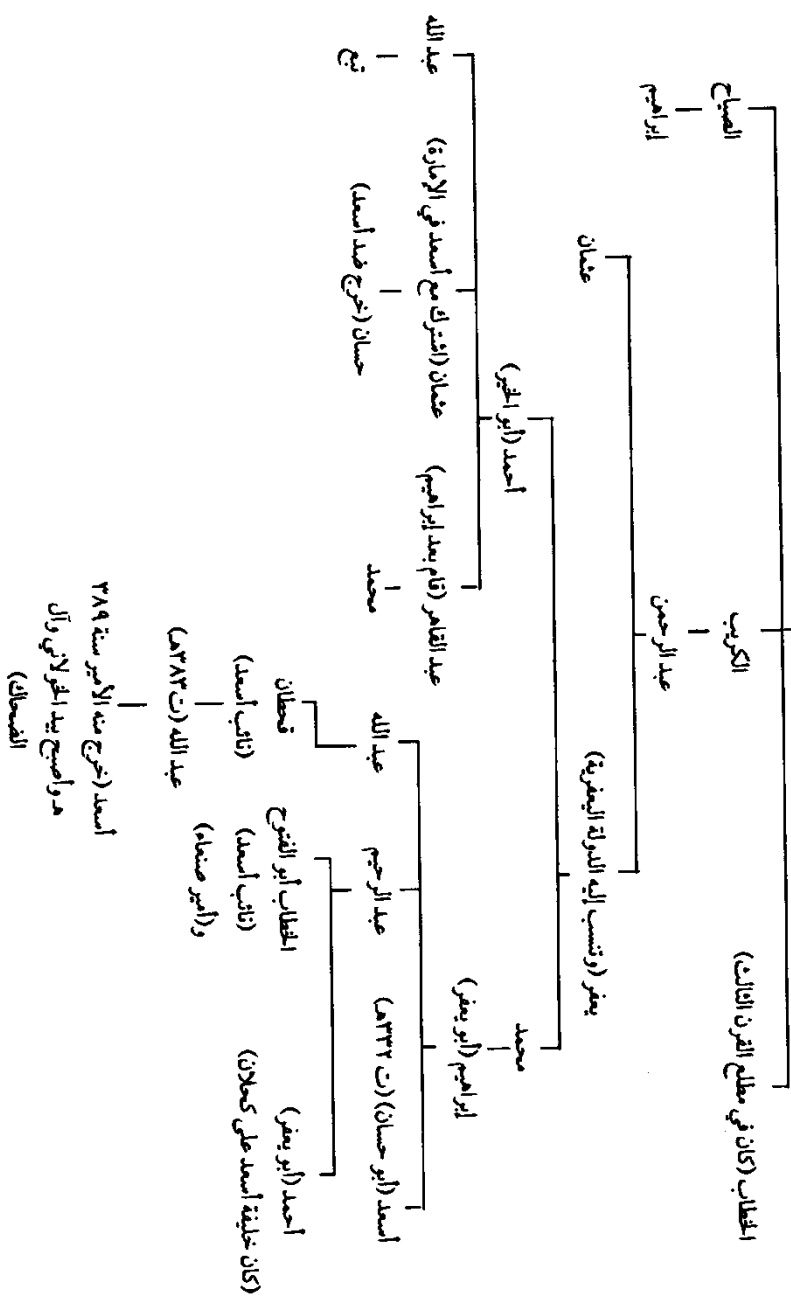 الخطاب (كان في مطلع القرن الثالث)
الكريب
الصباح
عبد الرحمن
إبراهيم
يعفر (وتنسب إليه الدولة اليعفرية)
عثمان
محمد
أحمد (أبو الخير)
إبراهيم (أبو يعفر)
أسعد (أبو حسان) (ت ٣٣٢هـ)
عبد الرحيم
عبد الله
عبد القاهر (قام بعد إبراهيم)
عثمان (اشترك مع أسعد في الإمارة)
عبد الله
محمد
حسان (خرج ضد أسعد)
تبع
أحمد (أبو يعفر)
(كان خليفة أسعد على كحلان)
الخطاب أبو الفتوح
(نائب أسعد)
و(أمير صنعاء)
قحطان
(نائب أسعد)
عبد الله (ت ٣٨٣هـ)
أسعد (خرج منه الأمير سنة ٣٨٩
هـ وأصبح بيد الخولاني وآل
الضحاك)